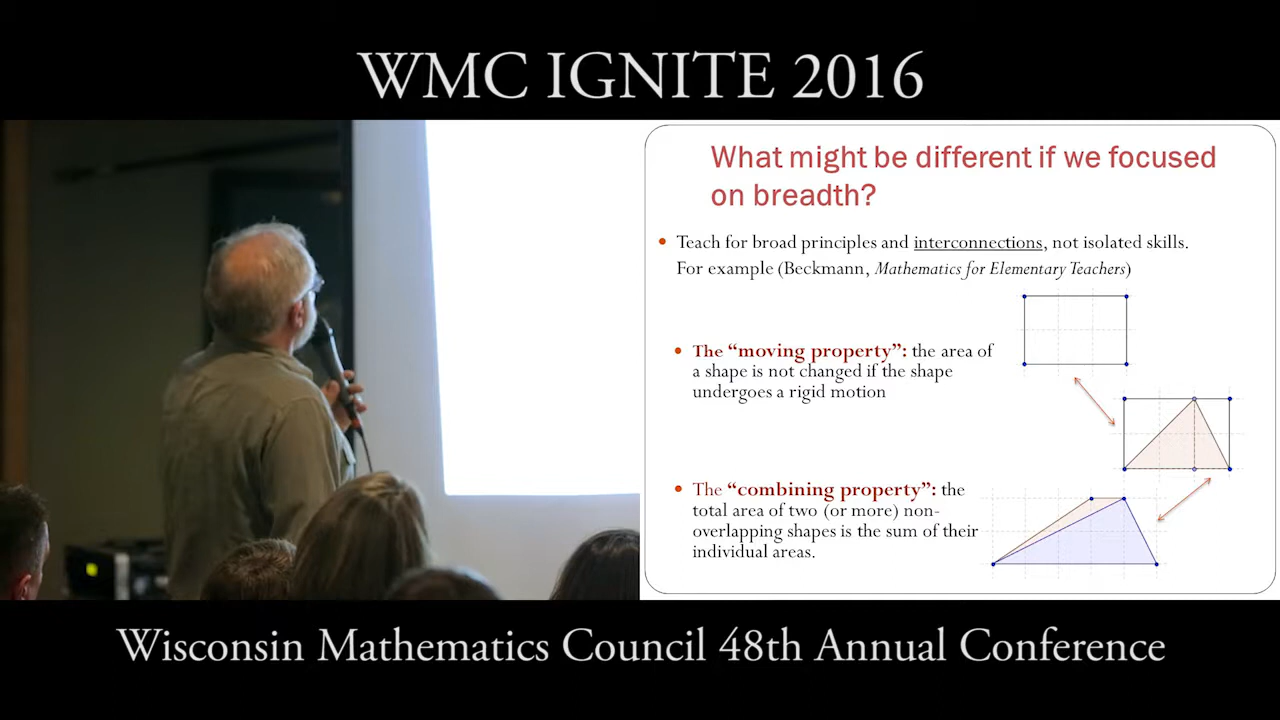 WMC IGNITE 2016
What might be different if we focused
on breadth?
• Teach for broad principles and interconnections, not isolated skills.
For example (Beckmann, Mathematics for Elementary Teachers)
• The “moving property”: the area of
a shape is not changed if the shape
undergoes a rigid motion
• The “combining property”: the
total area of two (or more) non-
overlapping shapes is the sum of their
individual areas.
Wisconsin Mathematics Council 48th Annual Conference